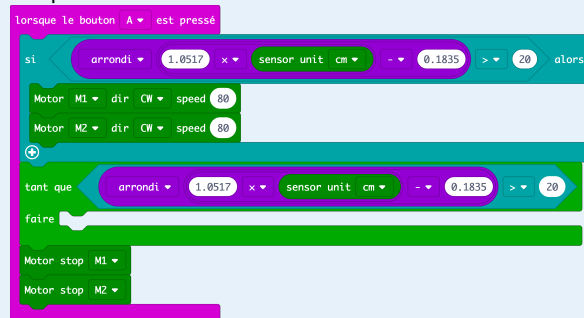 lorsque le bouton A est pressé
si arrondi 1.0517 × sensor unit cm - 0.1835 > 20 alors
Motor M1 dir CW speed 80
Motor M2 dir CW speed 80
tant que arrondi 1.0517 × sensor unit cm - 0.1835 > 20
faire
Motor stop M1
Motor stop M2